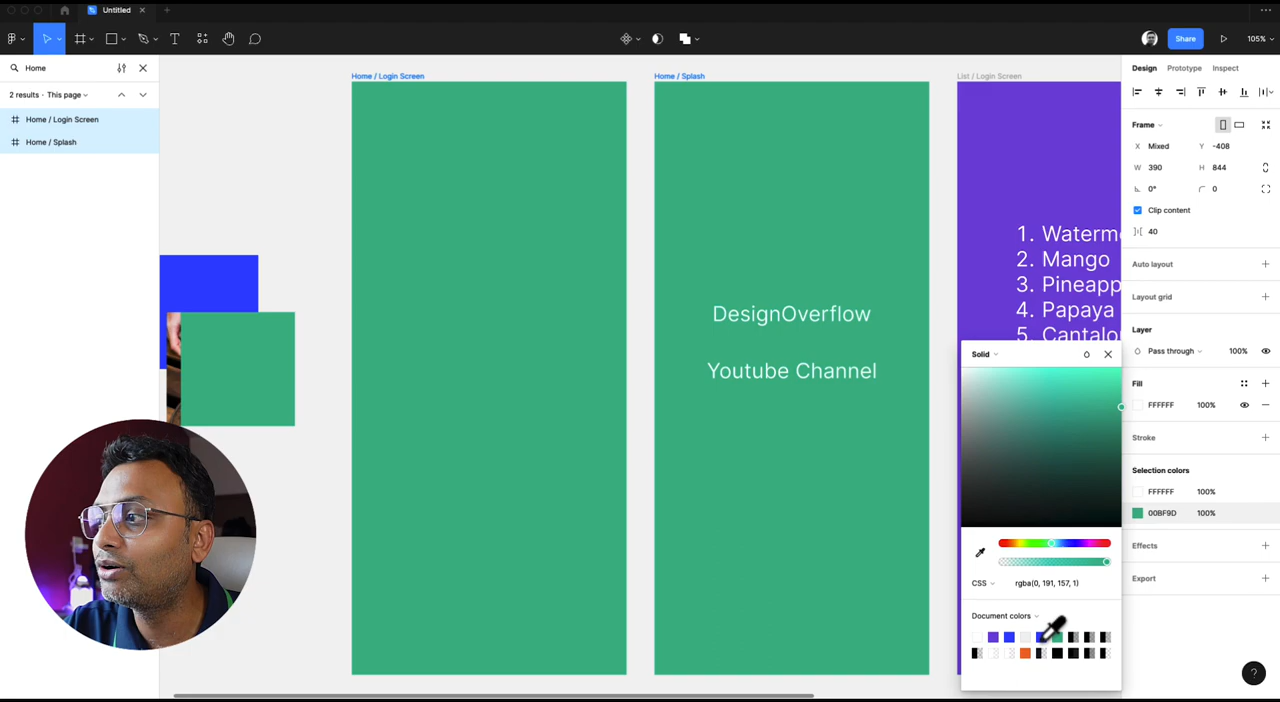 Untitled
Share
105%
Home
2 results · This page
Home / Login Screen
Home / Splash
Home / Login Screen
Home / Splash
DesignOverflow
Youtube Channel
List / Login Screen
1. Waterm
2. Mango
3. Pineapp
4. Papaya
5. Cantalo
Solid
CSS
rgba(0, 191, 157, 1)
Document colors
Design Prototype Inspect
Frame
X Mixed Y -408
W 390 H 844
0° 0
Clip content
40
Auto layout
Layout grid
Layer
Pass through 100%
Fill
FFFFFF 100%
Stroke
Selection colors
FFFFFF 100%
00BF9D 100%
Effects
Export
?